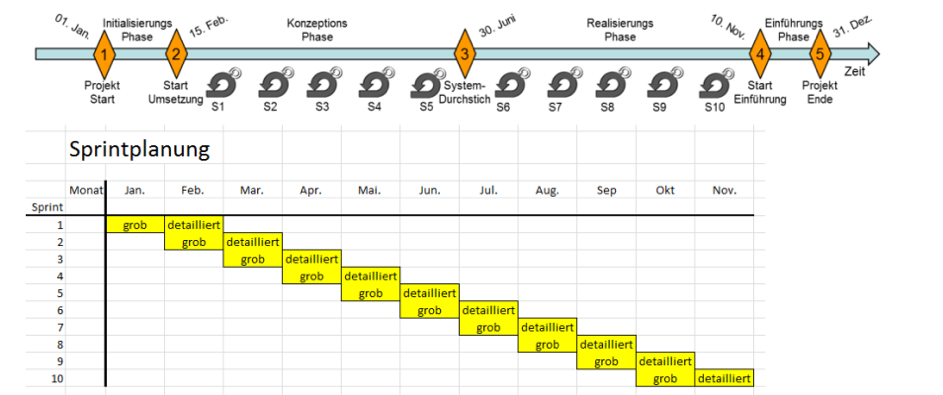 01. Jan.
Initialisierungs
Phase
15. Feb.
Konzeptions
Phase
30. Juni
Realisierungs
Phase
10. Nov.
Einführungs
Phase
31. Dez.
1
2
3
4
5
Zeit
Projekt
Start
Start
Umsetzung
S1
S2
S3
S4
S5
System-
Durchstich
S6
S7
S8
S9
S10
Start
Einführung
Projekt
Ende
Sprintplanung
Monat Jan. Feb. Mar. Apr. Mai. Jun. Jul. Aug. Sep Okt Nov.
Sprint
1 grob detailliert
2 grob detailliert
3 grob detailliert
4 grob detailliert
5 grob detailliert
6 grob detailliert
7 grob detailliert
8 grob detailliert
9 grob detailliert
10 grob detailliert